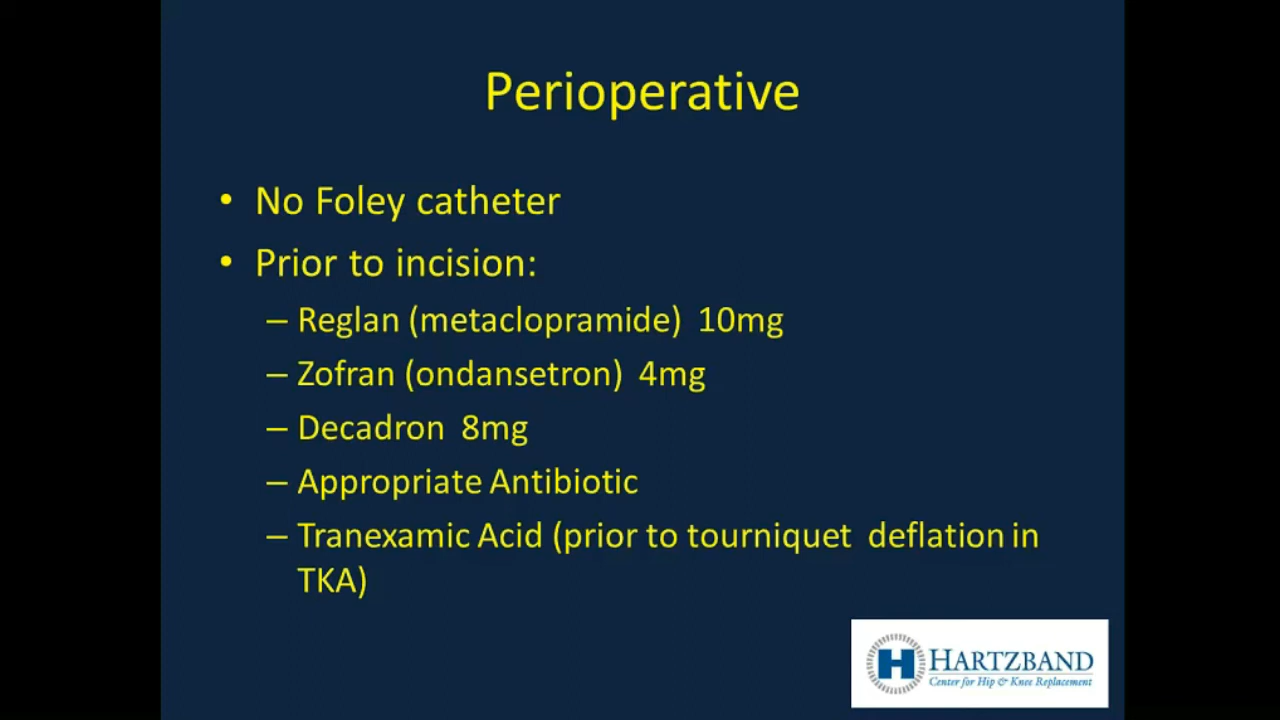 Perioperative
• No Foley catheter
• Prior to incision:
– Reglan (metaclopramide) 10mg
– Zofran (ondansetron) 4mg
– Decadron 8mg
– Appropriate Antibiotic
– Tranexamic Acid (prior to tourniquet deflation in
TKA)
H HARTZBAND
Center for Hip & Knee Replacement